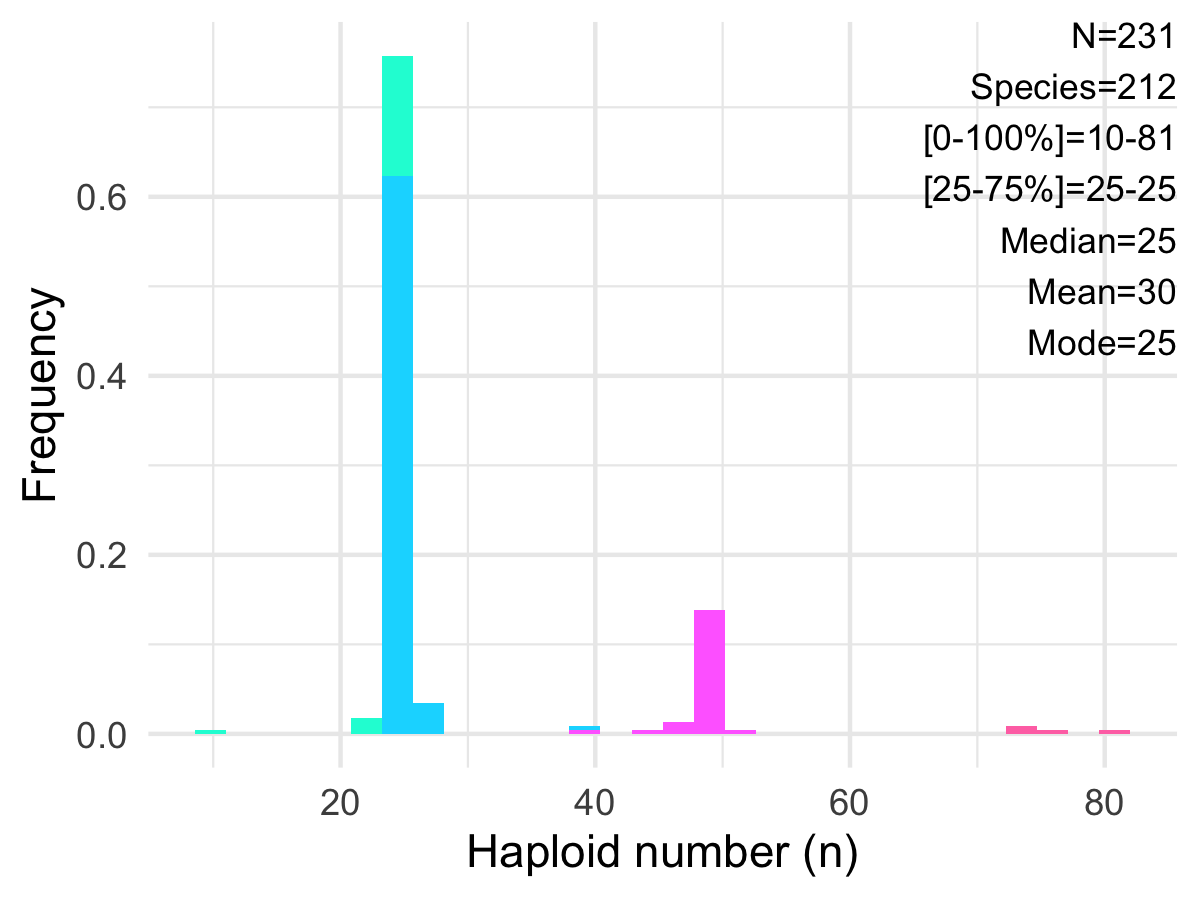 N=231
Species=212
[0-100%]=10-81
[25-75%]=25-25
Median=25
Mean=30
Mode=25
Frequency
0.6
0.4
0.2
0.0
20 40 60 80
Haploid number (n)